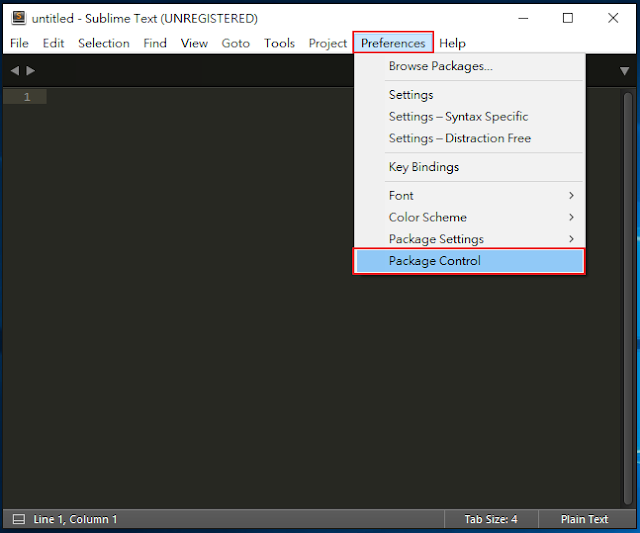 untitled - Sublime Text (UNREGISTERED)
File Edit Selection Find View Goto Tools Project Preferences Help
Browse Packages...
1
Settings
Settings – Syntax Specific
Settings – Distraction Free
Key Bindings
Font
Color Scheme
Package Settings
Package Control
Line 1, Column 1 Tab Size: 4 Plain Text